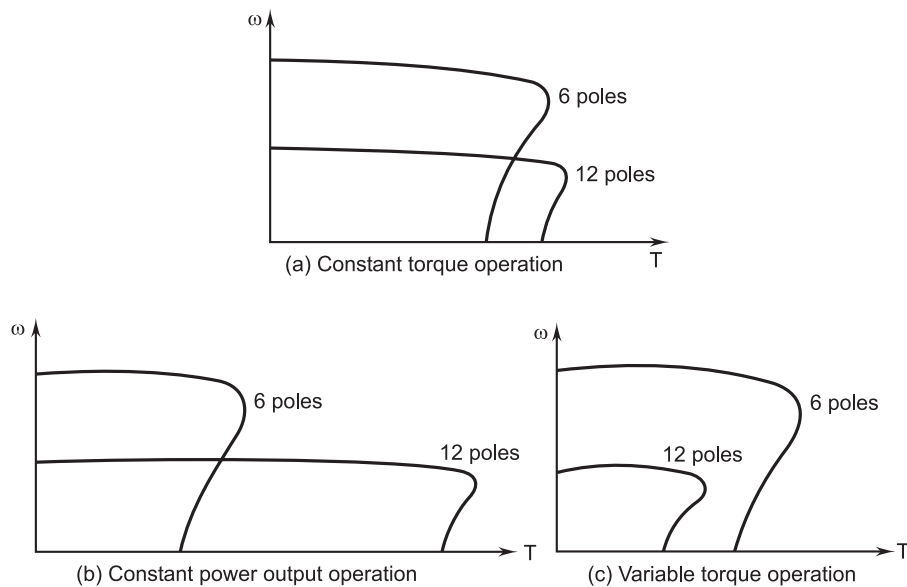 ω
6 poles
12 poles
T
(a) Constant torque operation
ω
6 poles
12 poles
T
(b) Constant power output operation
ω
6 poles
12 poles
T
(c) Variable torque operation